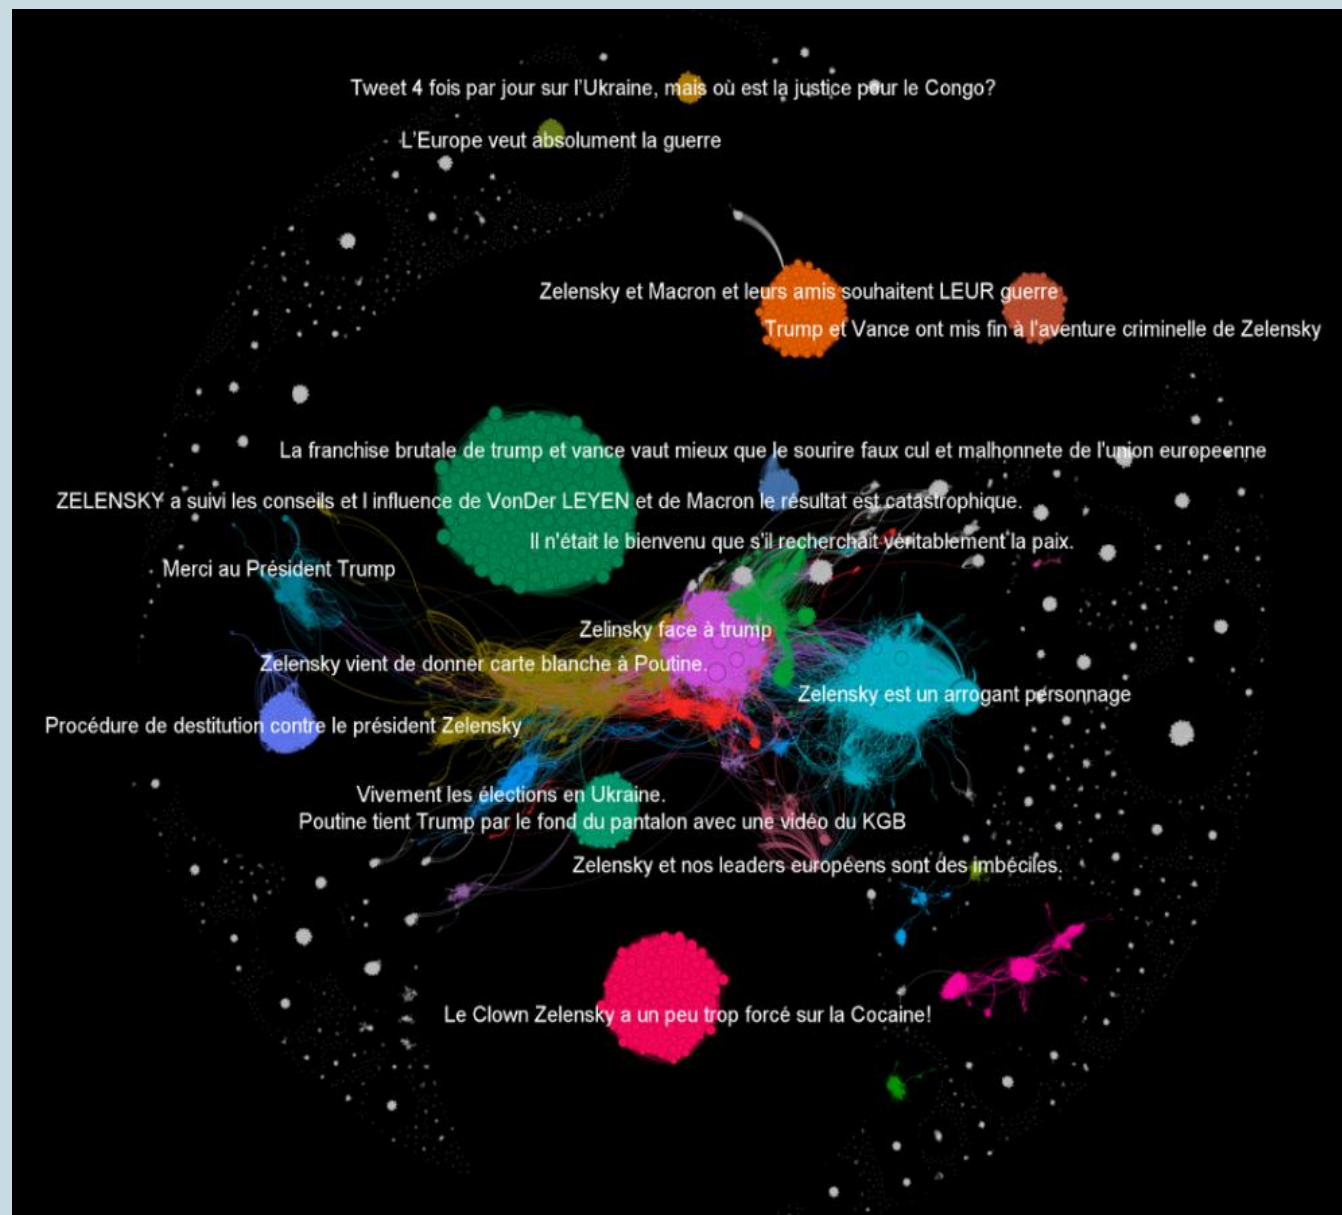 Tweet 4 fois par jour sur l'Ukraine, mais où est la justice pour le Congo?
L'Europe veut absolument la guerre
Zelensky et Macron et leurs amis souhaitent LEUR guerre
Trump et Vance ont mis fin à l'aventure criminelle de Zelensky
La franchise brutale de trump et vance vaut mieux que le sourire faux cul et malhonnete de l'union europeenne
ZELENSKY a suivi les conseils et l influence de VonDer LEYEN et de Macron le résultat est catastrophique.
Il n'était le bienvenu que s'il recherchait véritablement la paix.
Merci au Président Trump
Zelinsky face à trump
Zelensky vient de donner carte blanche à Poutine.
Zelensky est un arrogant personnage
Procédure de destitution contre le président Zelensky
Vivement les élections en Ukraine.
Poutine tient Trump par le fond du pantalon avec une vidéo du KGB
Zelensky et nos leaders européens sont des imbéciles.
Le Clown Zelensky a un peu trop forcé sur la Cocaine!